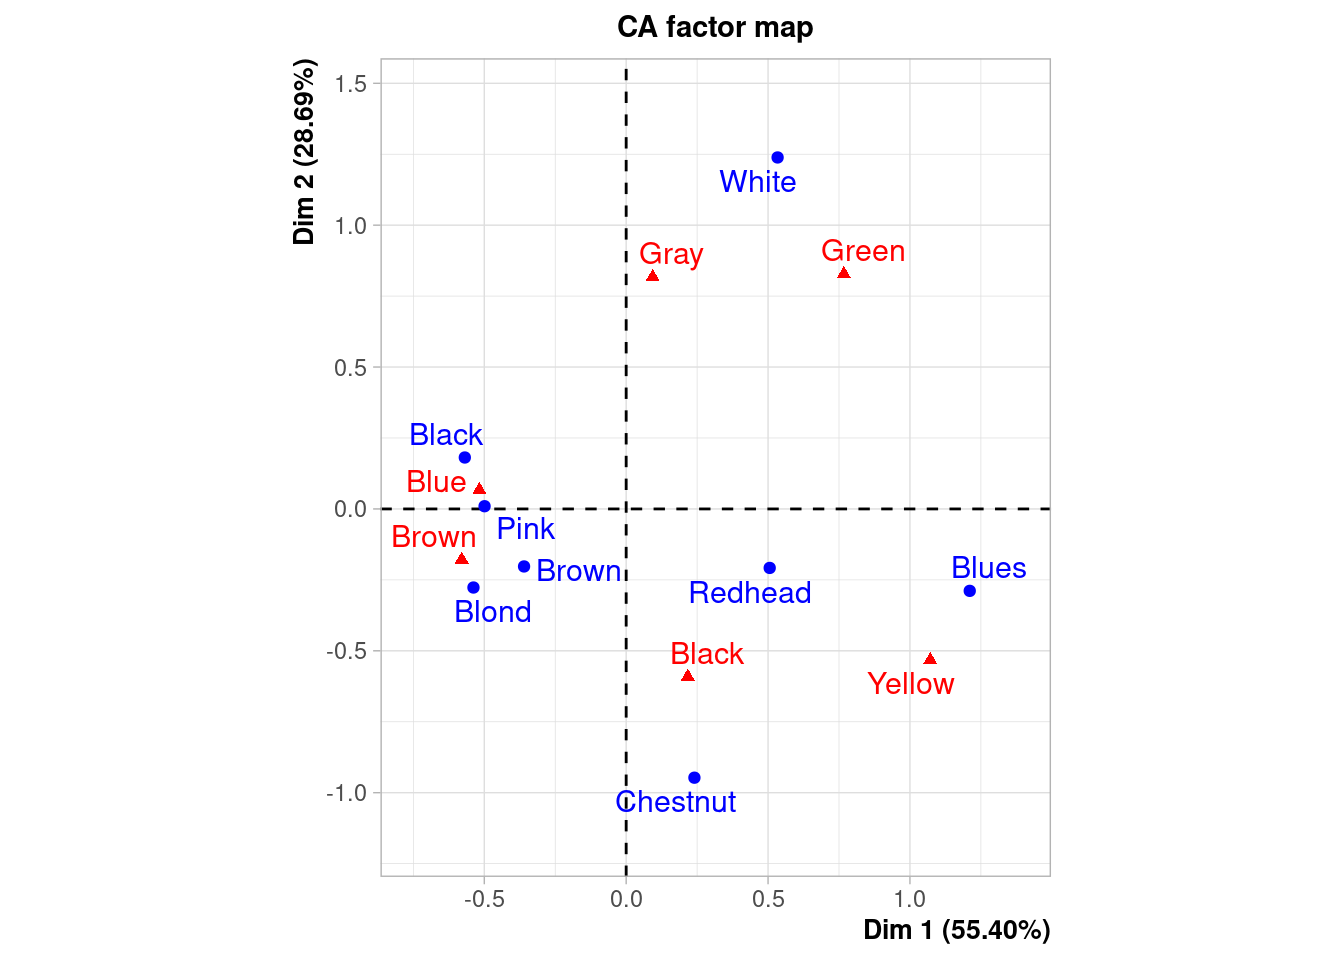 CA factor map
Dim 2 (28.69%)
1.5
1.0
0.5
0.0
-0.5
-1.0
White
Gray
Green
Black
Blue
Pink
Brown
Brown
Blond
Redhead
Blues
Black
Yellow
Chestnut
-0.5
0.0
0.5
1.0
Dim 1 (55.40%)